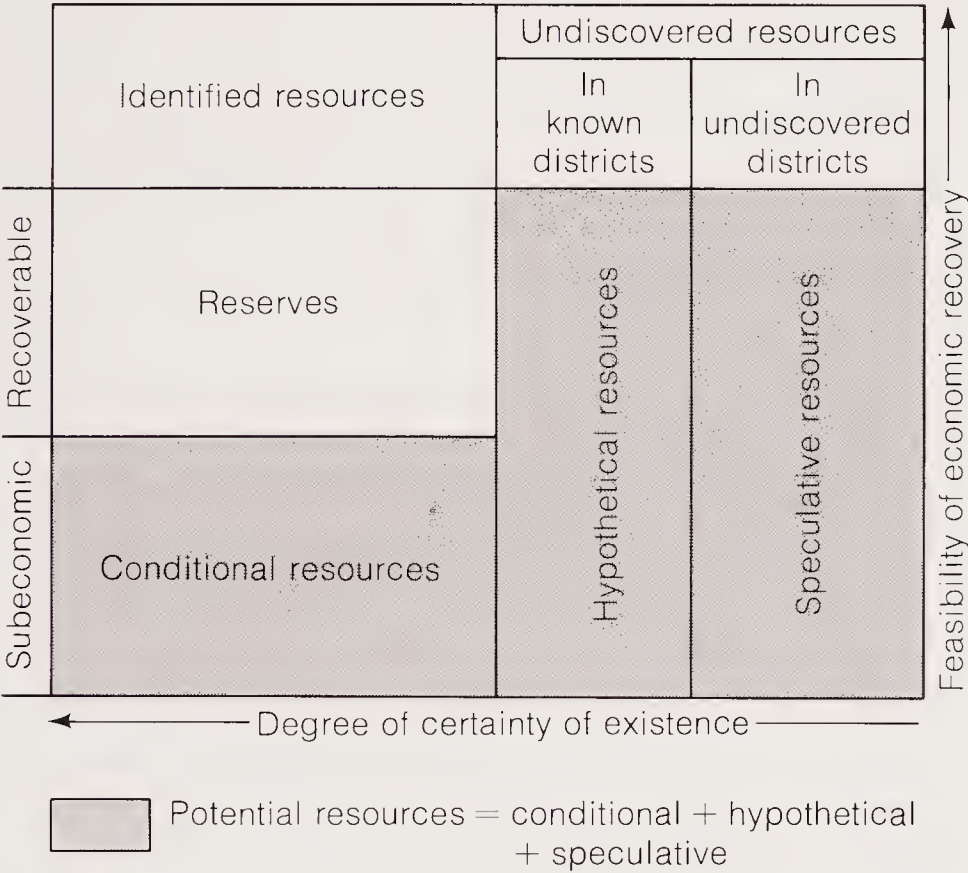 Identified resources
Undiscovered resources
In
known
districts
In
undiscovered
districts
Recoverable
Reserves
Subeconomic
Conditional resources
Hypothetical resources
Speculative resources
Feasibility of economic recovery
Degree of certainty of existence
Potential resources = conditional + hypothetical
+ speculative